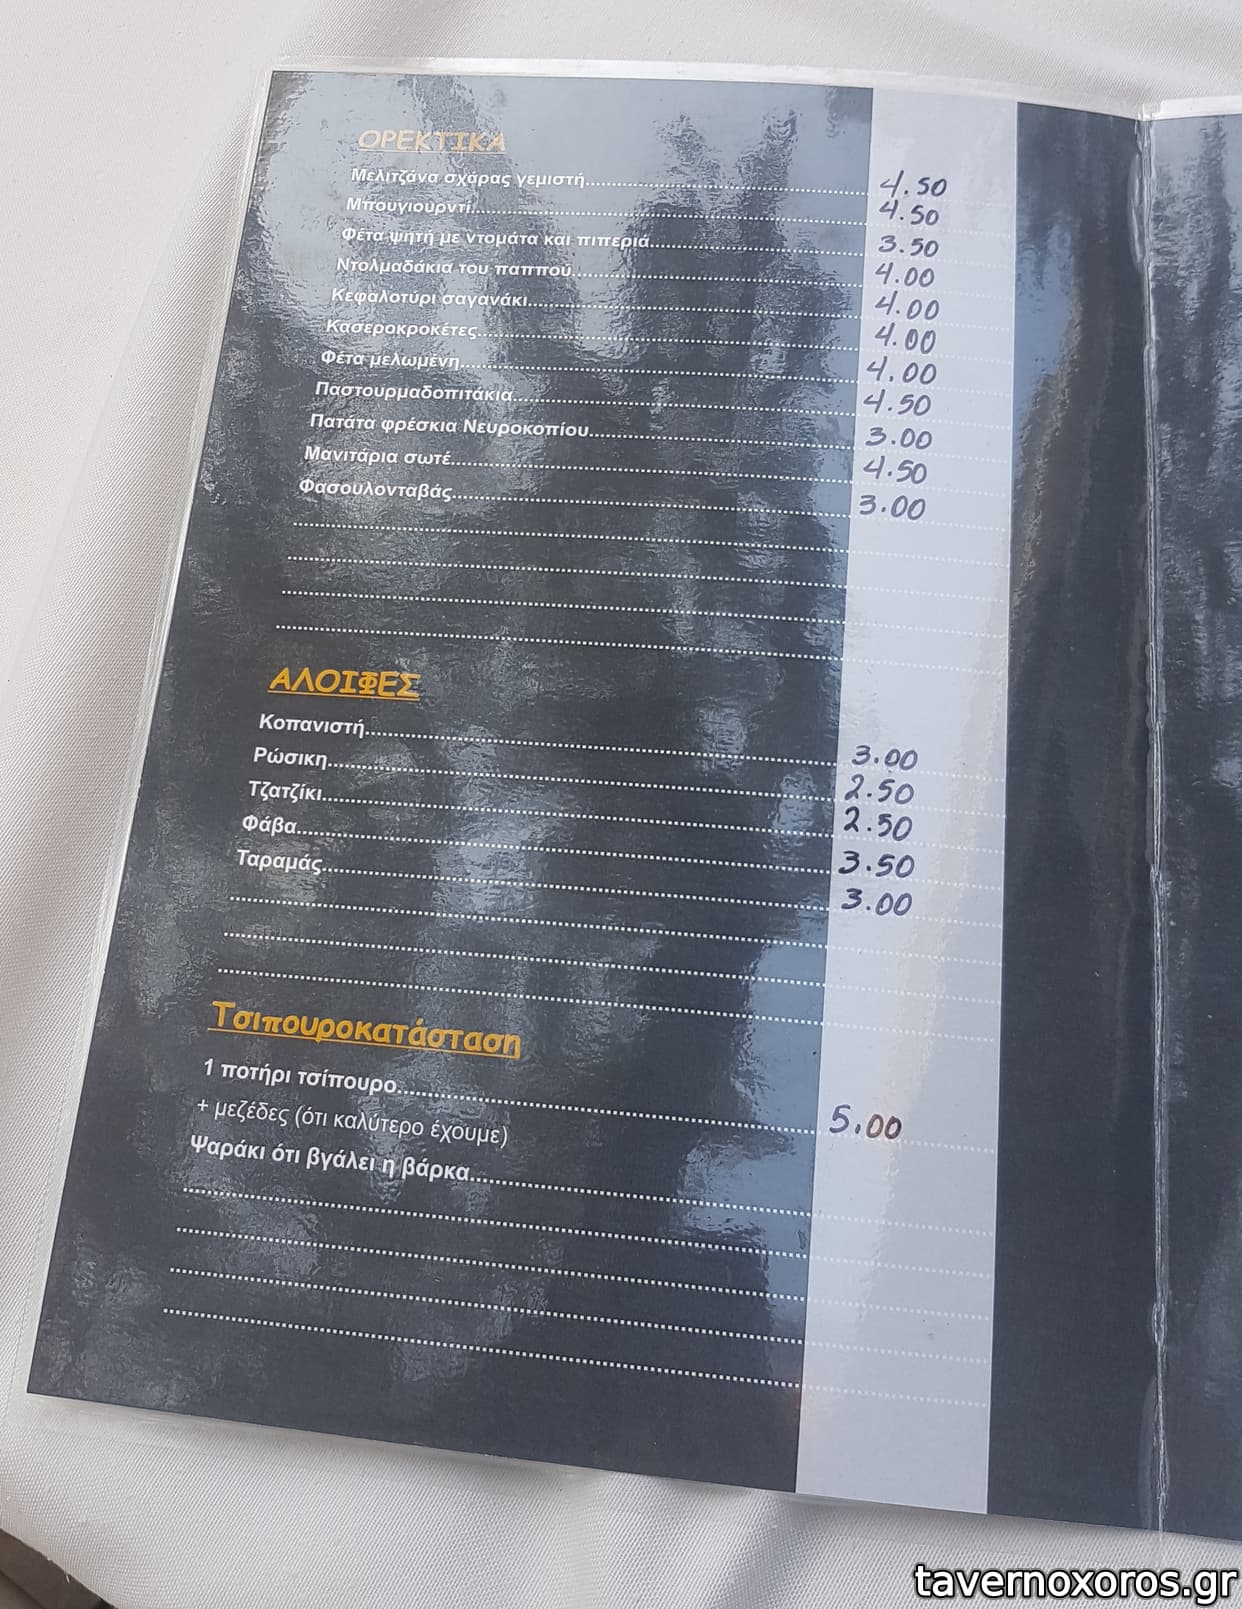 ΟΡΕΚΤΙΚΑ
Μελιτζάνα σχάρας γεμιστή 4.50
Μπουγιουρντί 4.50
Φέτα ψητή με ντομάτα και πιπεριά 3.50
Ντολμαδάκια του παππού 4.00
Κεφαλοτύρι σαγανάκι 4.00
Κασεροκροκέτες 4.00
Φέτα μελωμένη 4.00
Παστουρμαδοπιτάκια 4.50
Πατάτα φρέσκια Νευροκοπίου 3.00
Μανιτάρια σωτέ 4.50
Φασουλονταβάς 3.00
ΑΛΟΙΦΕΣ
Κοπανιστή 3.00
Ρώσικη 2.50
Τζατζίκι 2.50
Φάβα 3.50
Ταραμάς 3.00
Τσιπουροκατάσταση
1 ποτήρι τσίπουρο 5.00
+ μεζέδες (ότι καλύτερο έχουμε)
Ψαράκι ότι βγάλει η βάρκα
tavernoxoros.gr